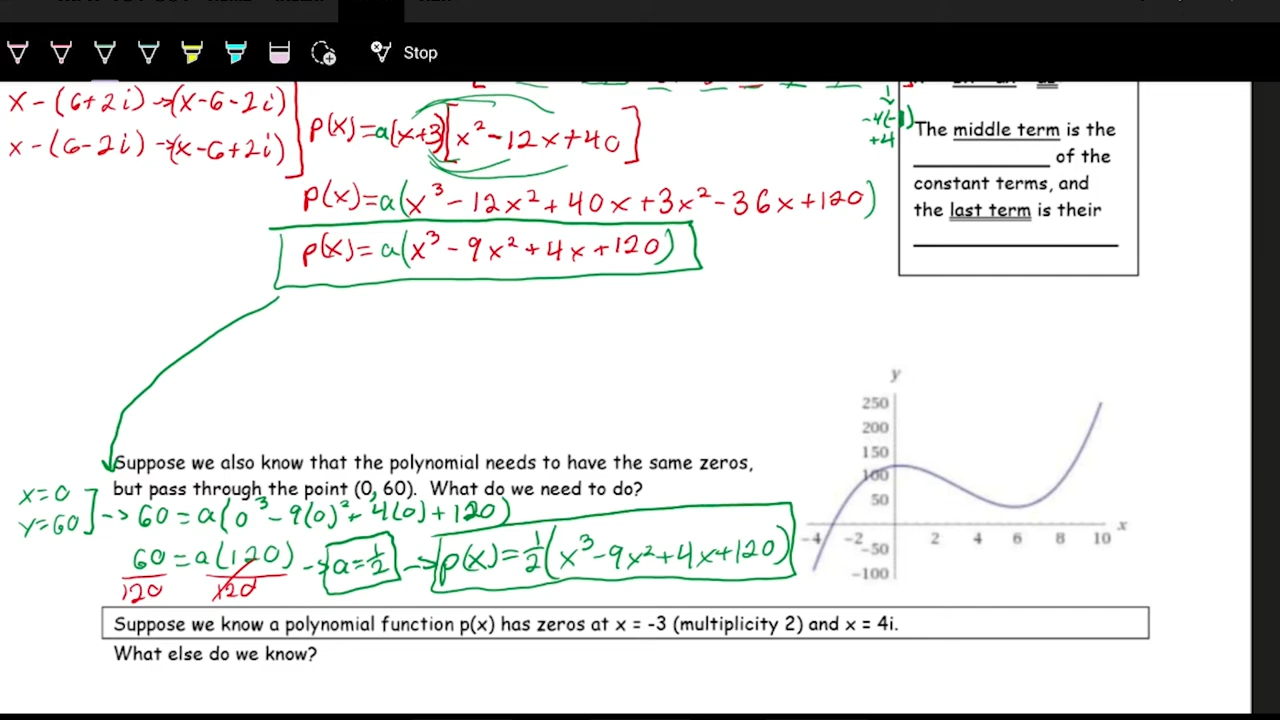 Stop
x-(6+2i)→(x-6-2i)
x-(6-2i)→(x-6+2i)
p(x)=a(x+3)[x²-12x+40]
-4(-1)
+4
p(x)=a(x³-12x²+40x+3x²-36x+120)
p(x)=a(x³-9x²+4x+120)
The middle term is the
____________ of the
constant terms, and
the last term is their
____________
Suppose we also know that the polynomial needs to have the same zeros,
but pass through the point (0, 60). What do we need to do?
x=0
y=60
→ 60=a(0³-9(0)²+4(0)+120)
60=a(120) → a=1/2 → p(x)=1/2(x³-9x²+4x+120)
120 120
y
250
200
150
100
50
-50
-100
-4 -2 2 4 6 8 10 x
Suppose we know a polynomial function p(x) has zeros at x = -3 (multiplicity 2) and x = 4i.
What else do we know?